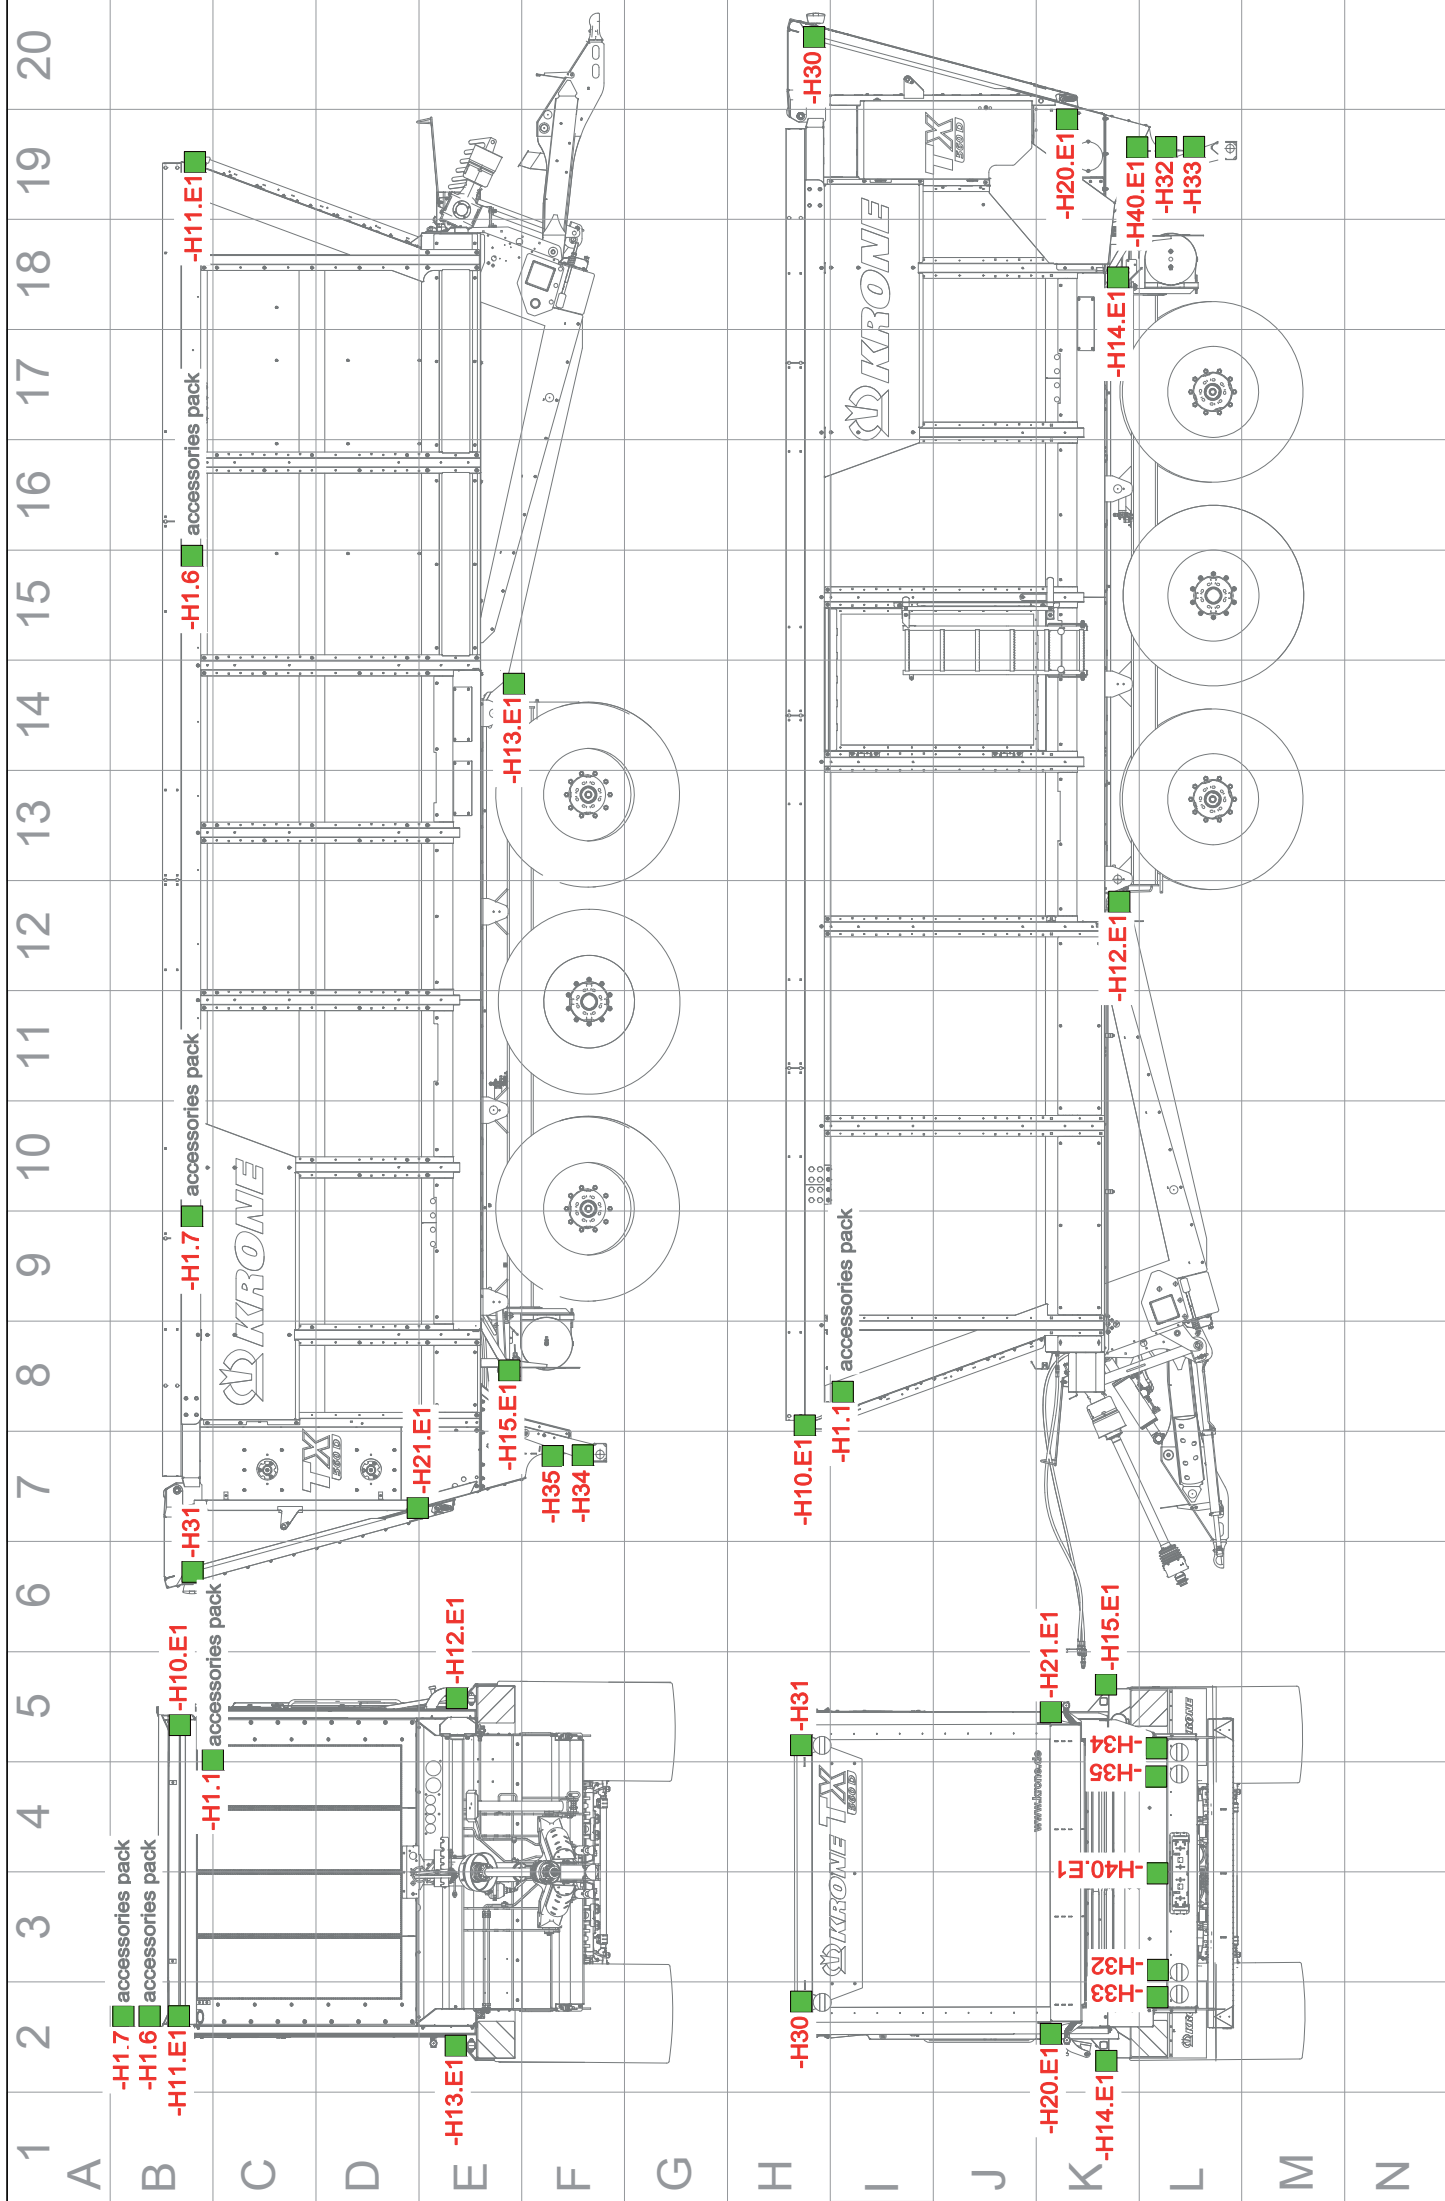 1 2 3 4 5 6 7 8 9 10 11 12 13 14 15 16 17 18 19 20
A
B
C
D
E
F
G
H
I
J
K
L
M
N
-H1.7 accessories pack
-H1.6 accessories pack
-H11.E1
-H10.E1
-H1.1 accessories pack
-H13.E1
-H12.E1
-H31
-H1.7 accessories pack
-H1.6 accessories pack
-H11.E1
KRONE
TX
560 D
-H21.E1
-H15.E1
-H35
-H34
-H13.E1
-H30
-H31
KRONE TX
560 D
www.krone.de
-H20.E1
-H21.E1
-H14.E1
-H15.E1
-H33
-H32
-H40.E1
-H35
-H34
-H10.E1
-H1.1 accessories pack
-H12.E1
-H30
KRONE
TX
560 D
-H20.E1
-H14.E1
-H40.E1
-H32
-H33